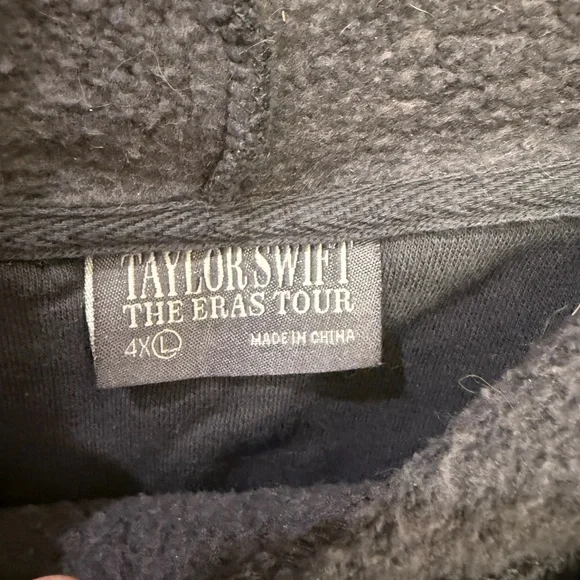 TAYLOR SWIFT
THE ERAS TOUR
4XL MADE IN CHINA